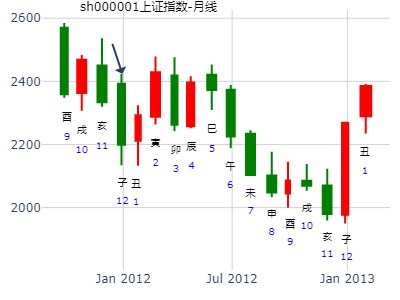 sh000001上证指数-月线
2600
2400
2200
2000
酉
9
戌
10
亥
11
子
12
丑
1
寅
2
卯
3
辰
4
巳
5
午
6
未
7
申
8
酉
9
戌
10
亥
11
子
12
丑
1
Jan 2012
Jul 2012
Jan 2013